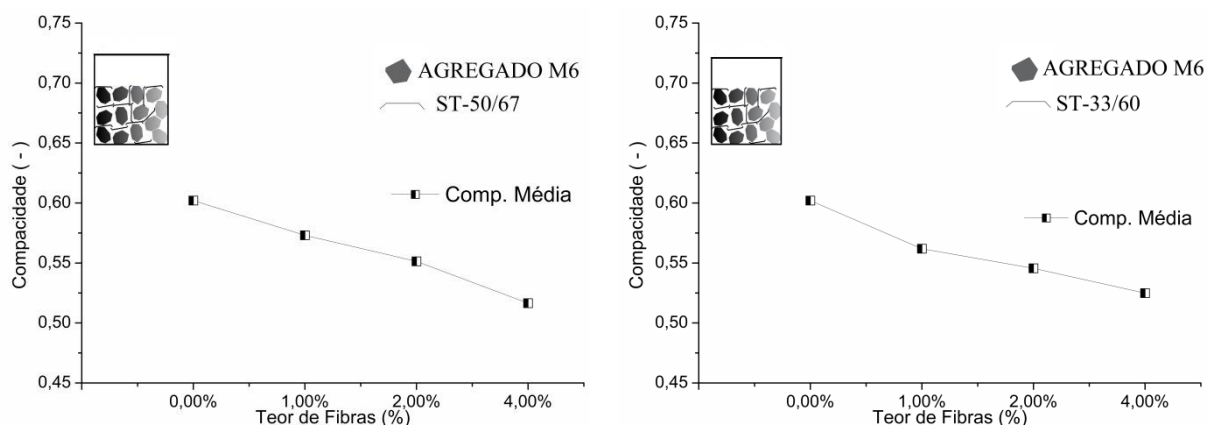 0,75
0,70
0,65
0,60
0,55
0,50
0,45
Compacidade ( - )
AGREGADO M6
ST-50/67
Comp. Média
0,00%
1,00%
2,00%
4,00%
Teor de Fibras (%)
0,75
0,70
0,65
0,60
0,55
0,50
0,45
Compacidade ( - )
AGREGADO M6
ST-33/60
Comp. Média
0,00%
1,00%
2,00%
4,00%
Teor de Fibras (%)